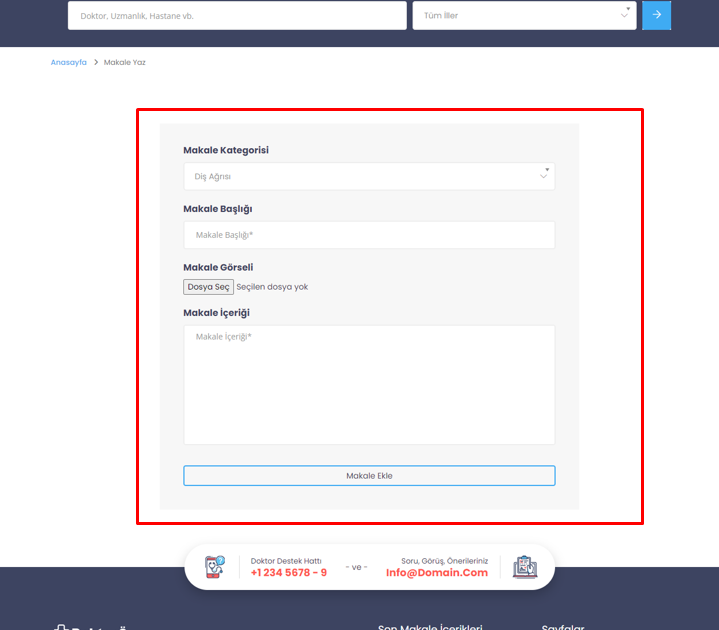 Doktor, Uzmanlık, Hastane vb.
Tüm İller
Anasayfa > Makale Yaz
Makale Kategorisi
Diş Ağrısı
Makale Başlığı
Makale Başlığı*
Makale Görseli
Dosya Seç Seçilen dosya yok
Makale İçeriği
Makale İçeriği*
Makale Ekle
Doktor Destek Hattı
+1 234 5678 - 9
- ve -
Soru, Görüş, Önerileriniz
Info@Domain.Com
Son Makale İçerikleri
Sayfalar